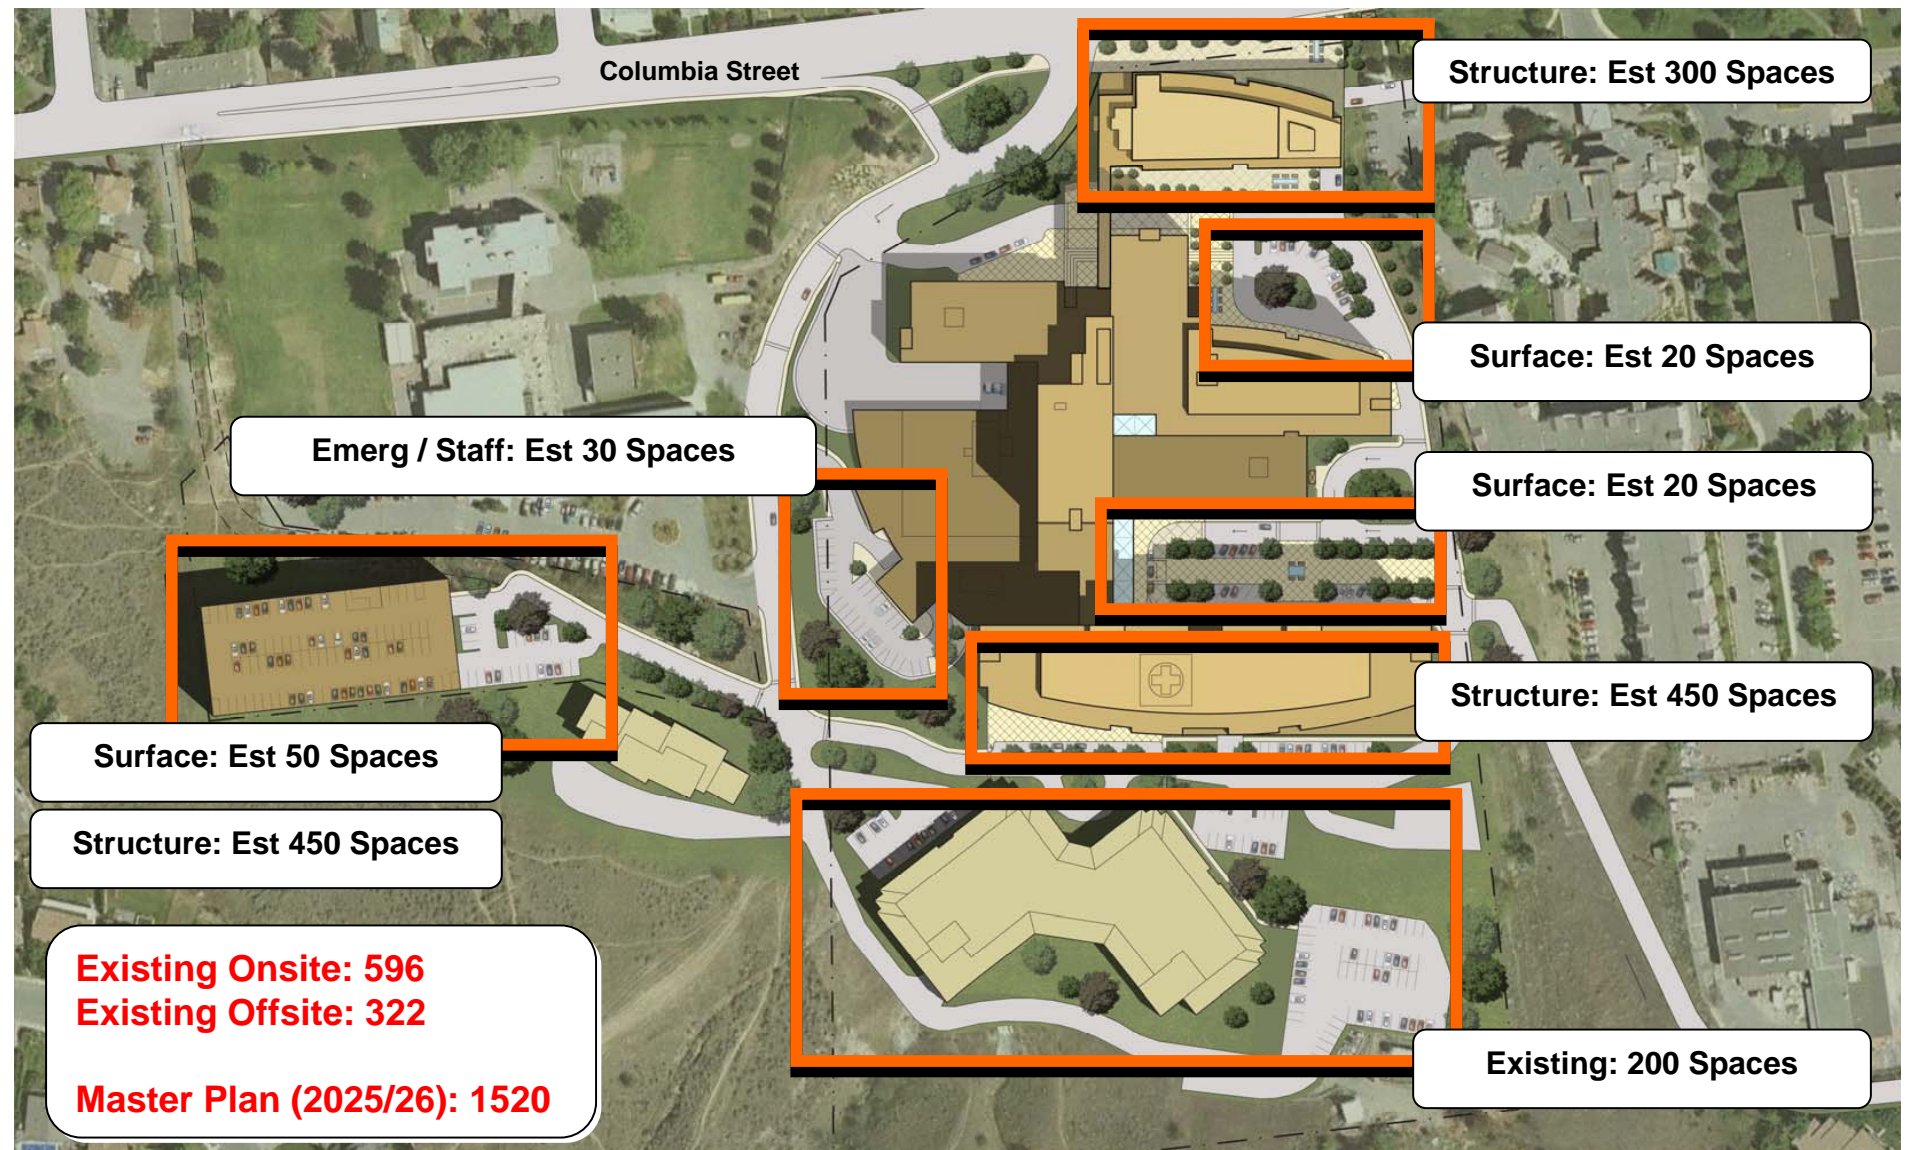 Columbia Street
Structure: Est 300 Spaces
Surface: Est 20 Spaces
Emerg / Staff: Est 30 Spaces
Surface: Est 20 Spaces
Structure: Est 450 Spaces
Surface: Est 50 Spaces
Structure: Est 450 Spaces
Existing: 200 Spaces
Existing Onsite: 596
Existing Offsite: 322
Master Plan (2025/26): 1520